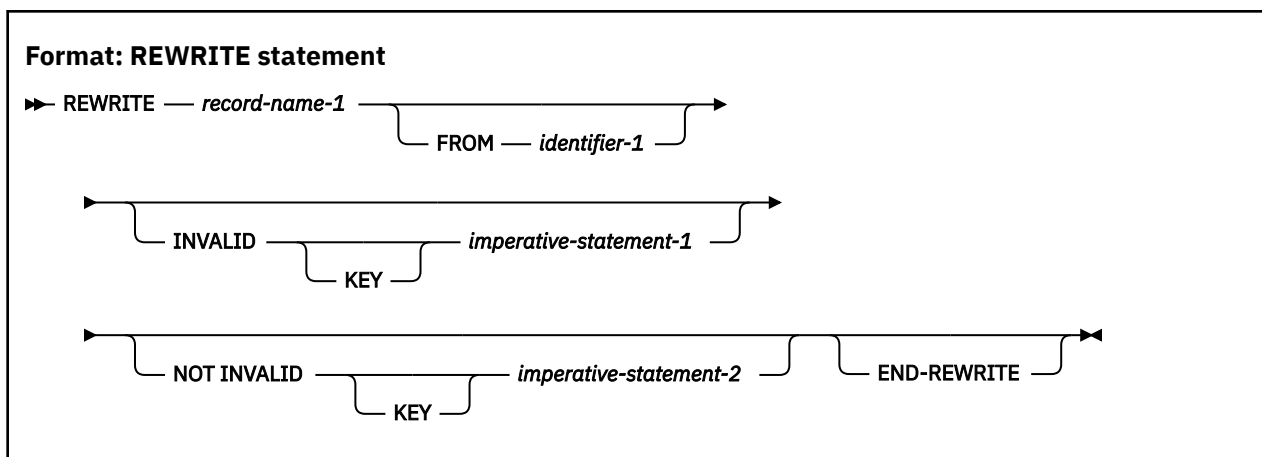 Format: REWRITE statement
REWRITE record-name-1
FROM identifier-1
INVALID imperative-statement-1
KEY
NOT INVALID imperative-statement-2 END-REWRITE
KEY